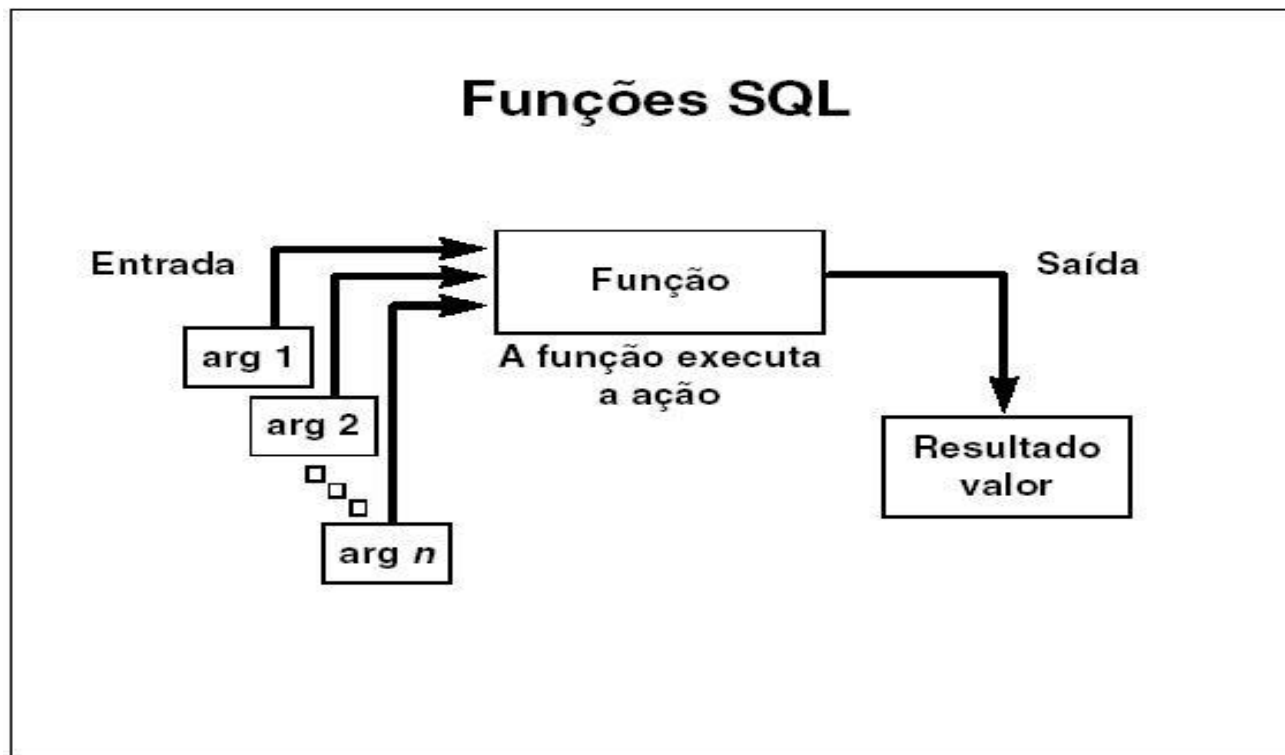 Funções SQL
Entrada
arg 1
arg 2
arg n
Função
A função executa
a ação
Saída
Resultado
valor